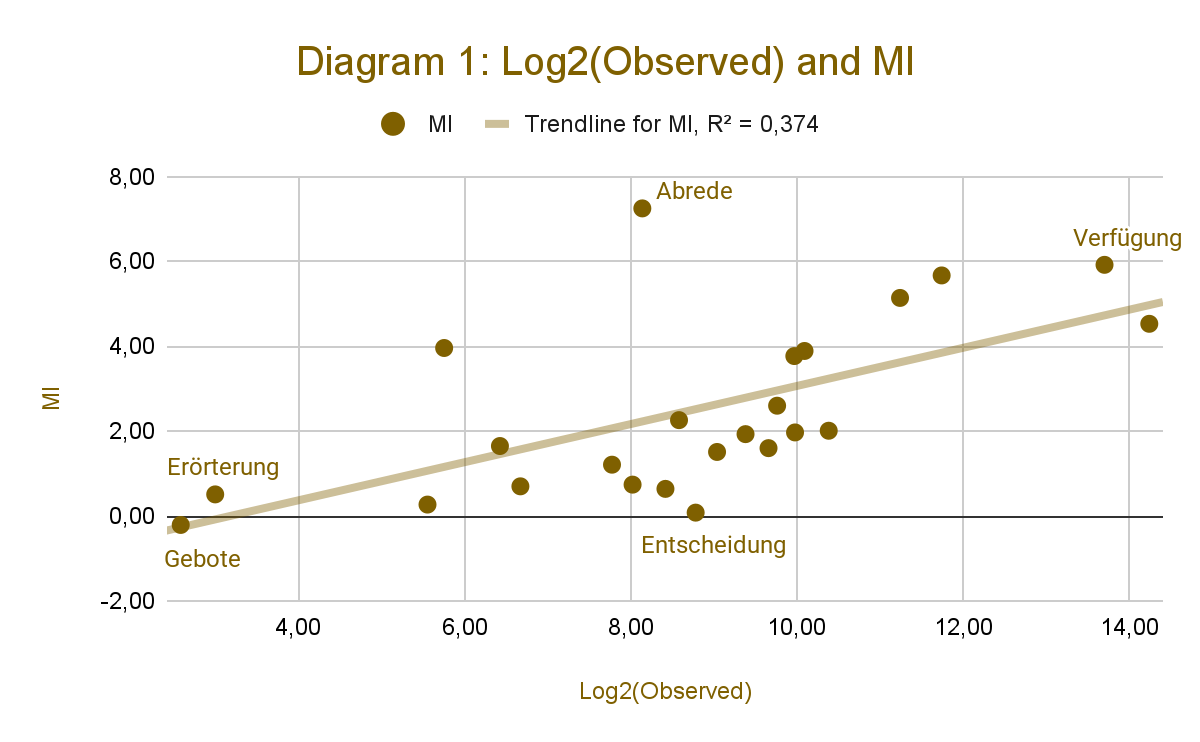 Diagram 1: Log2(Observed) and MI
MI
Trendline for MI, R² = 0,374
8,00
6,00
4,00
2,00
0,00
-2,00
MI
Abrede
Verfügung
Erörterung
Gebote
Entscheidung
4,00
6,00
8,00
10,00
12,00
14,00
Log2(Observed)